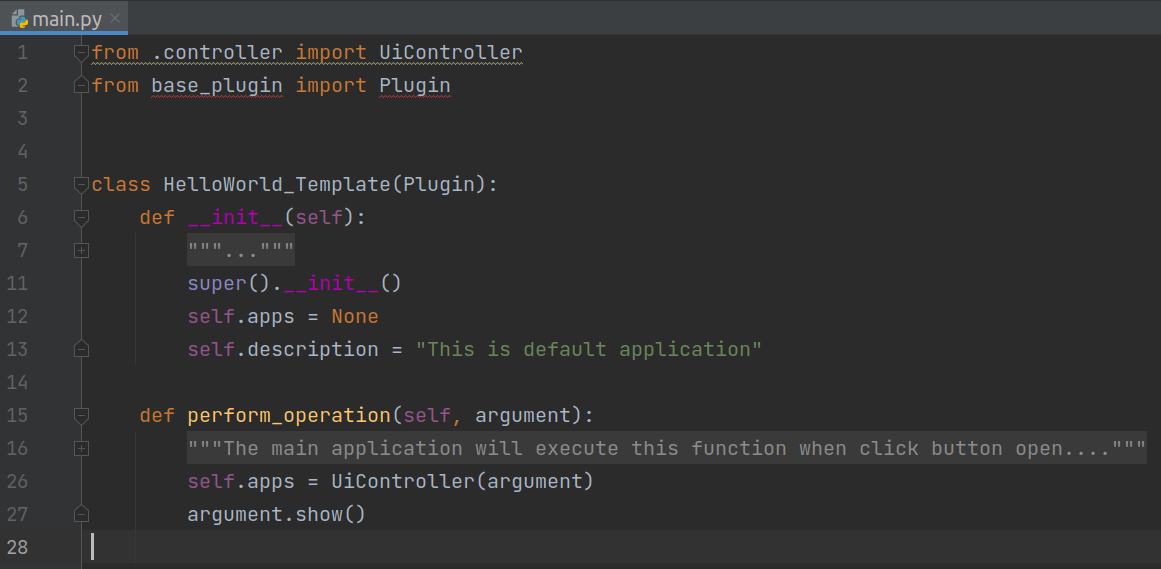 main.py
1 from .controller import UiController
2 from base_plugin import Plugin
3
4
5 class HelloWorld_Template(Plugin):
6     def __init__(self):
7         """..."""
11         super().__init__()
12         self.apps = None
13         self.description = "This is default application"
14
15     def perform_operation(self, argument):
16         """The main application will execute this function when click button open...."""
26         self.apps = UiController(argument)
27         argument.show()
28